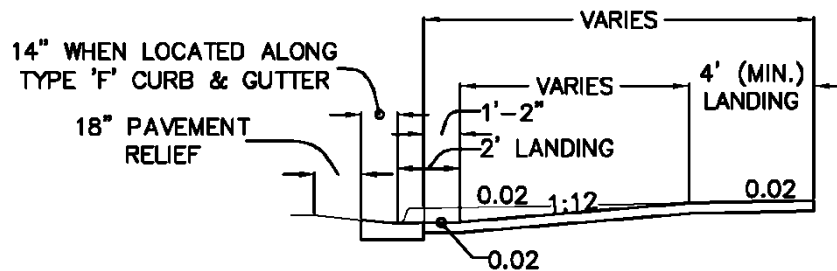 VARIES
14" WHEN LOCATED ALONG
TYPE 'F' CURB & GUTTER
VARIES
4' (MIN.)
LANDING
1'-2"
18" PAVEMENT
RELIEF
2' LANDING
0.02
1:12
0.02
0.02